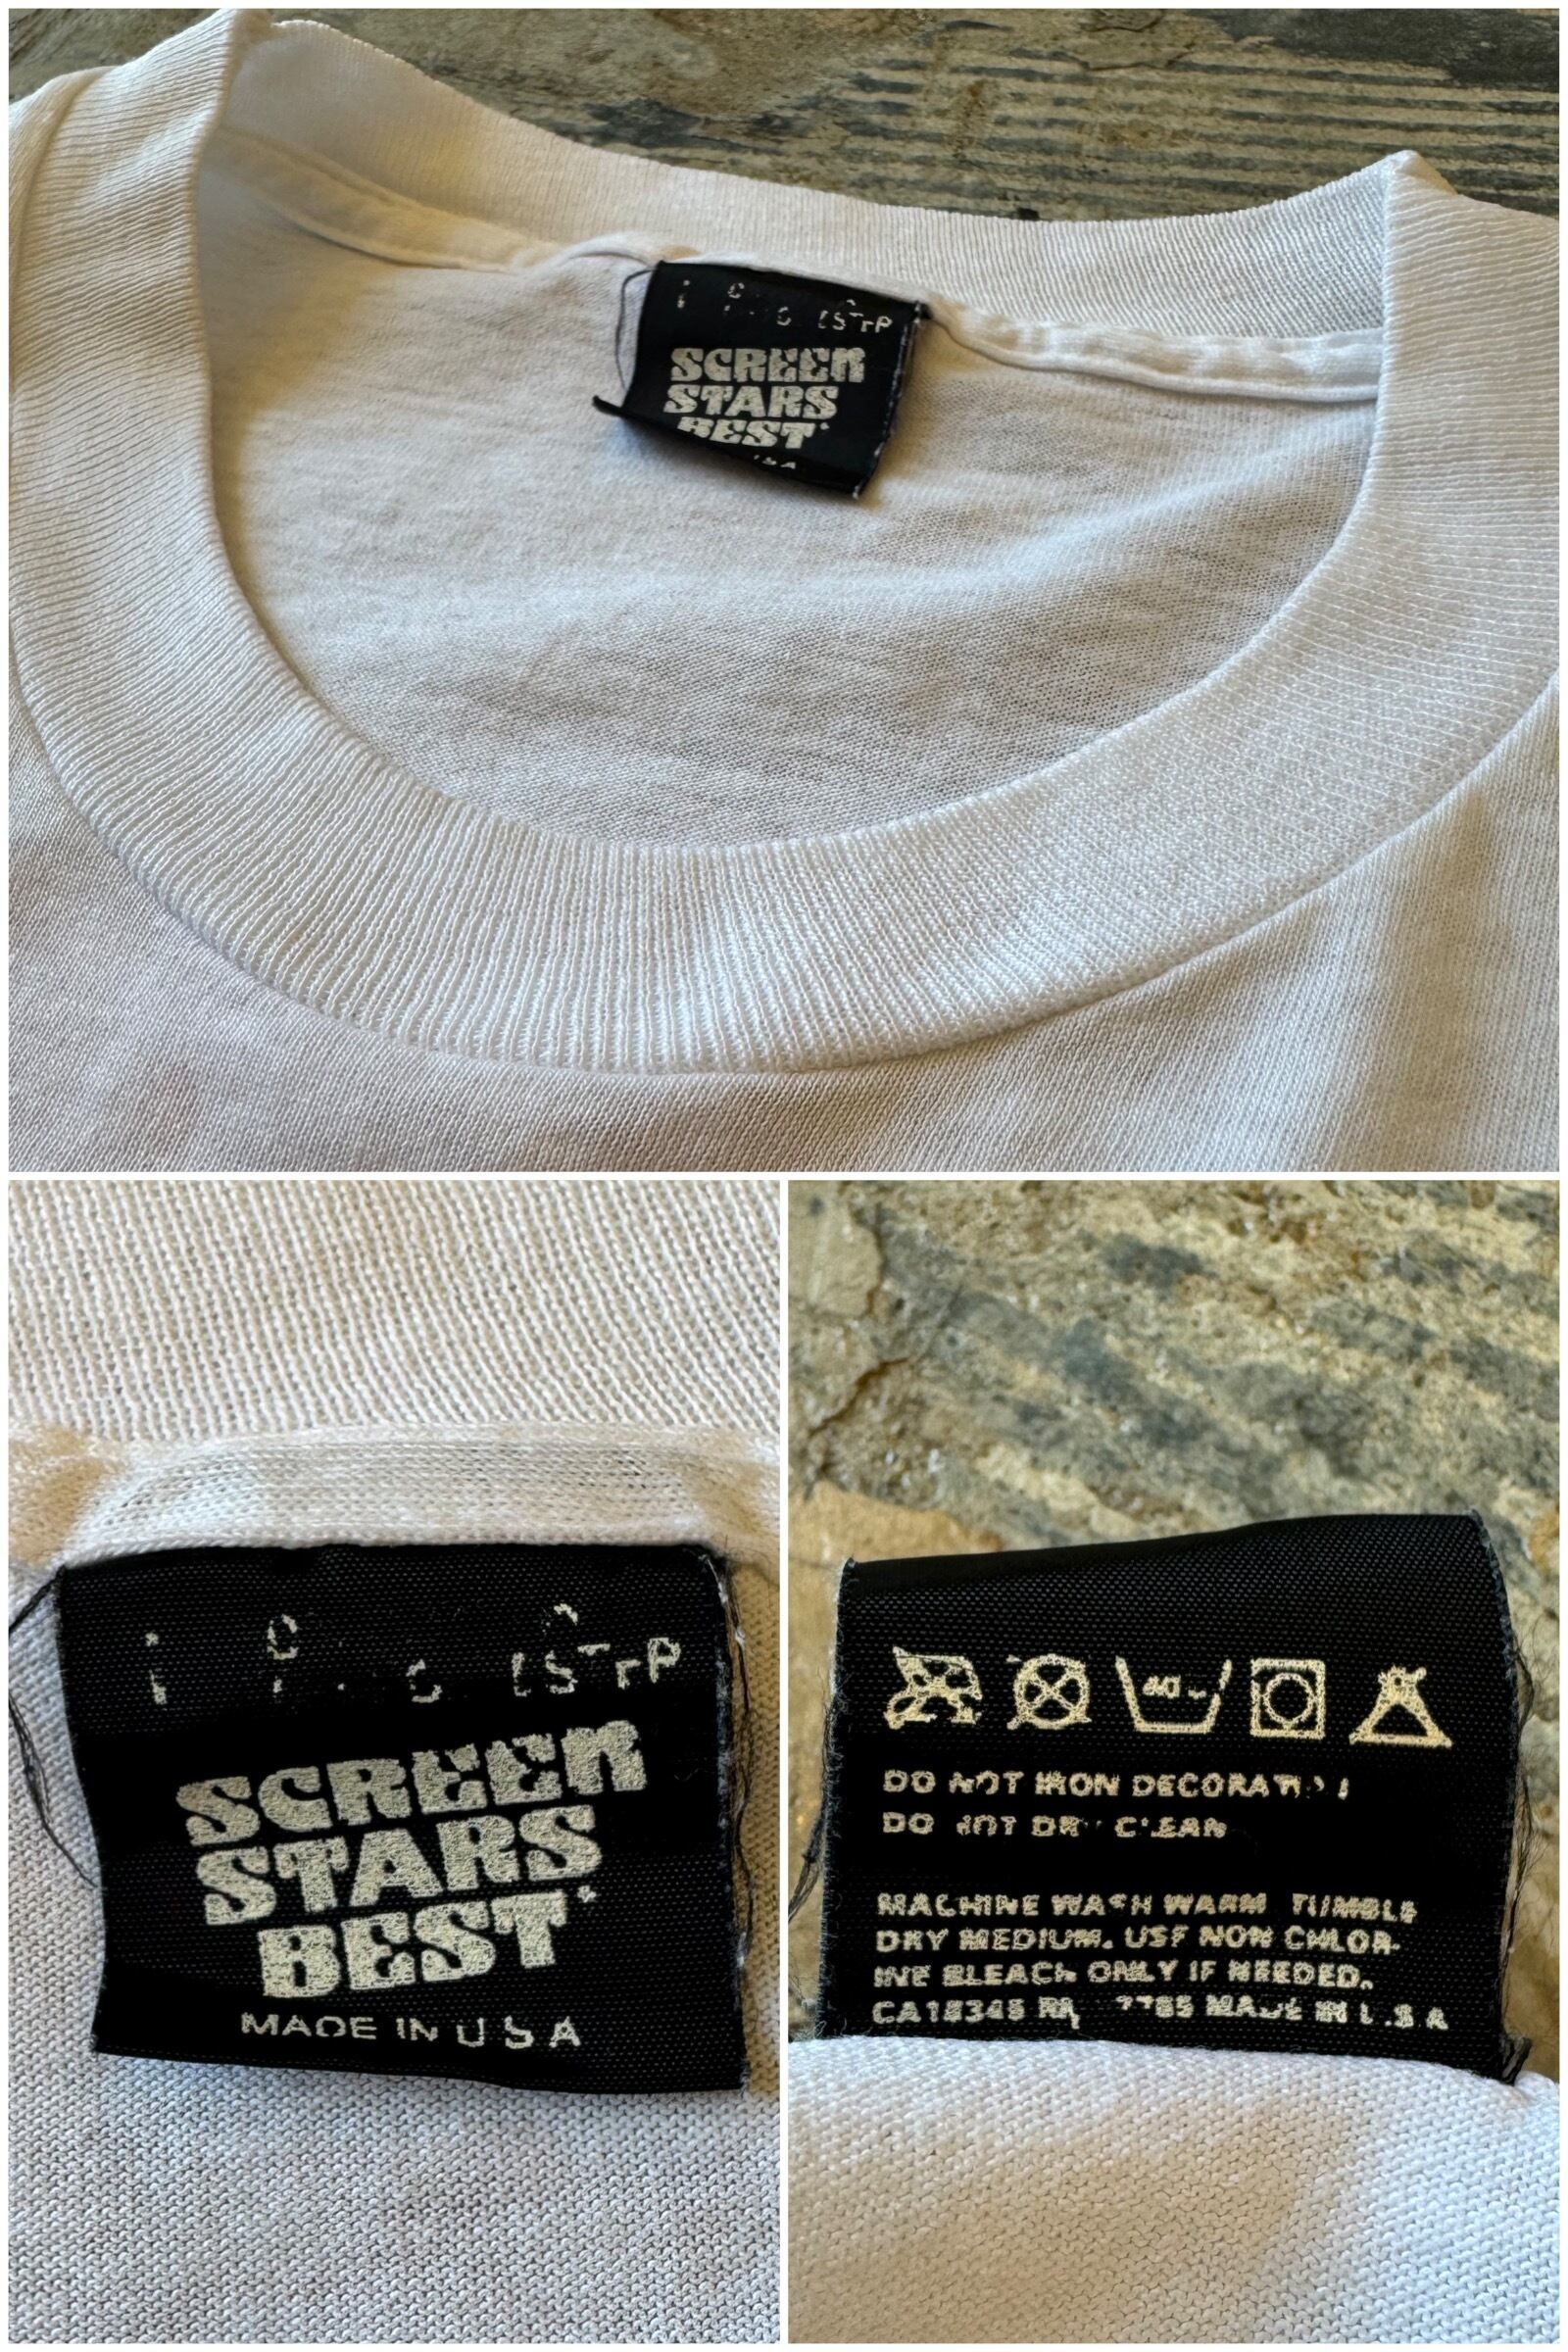 SCREEN
STARS
BEST
USA
SCREEN
STARS
BEST
MADE IN U S A
DO NOT IRON
DO NOT DRY CLEAN
MACHINE WASH WARM TUMBLE
DRY MEDIUM. USE NON CHLOR-
INE BLEACH ONLY IF NEEDED.
MADE IN U.S.A